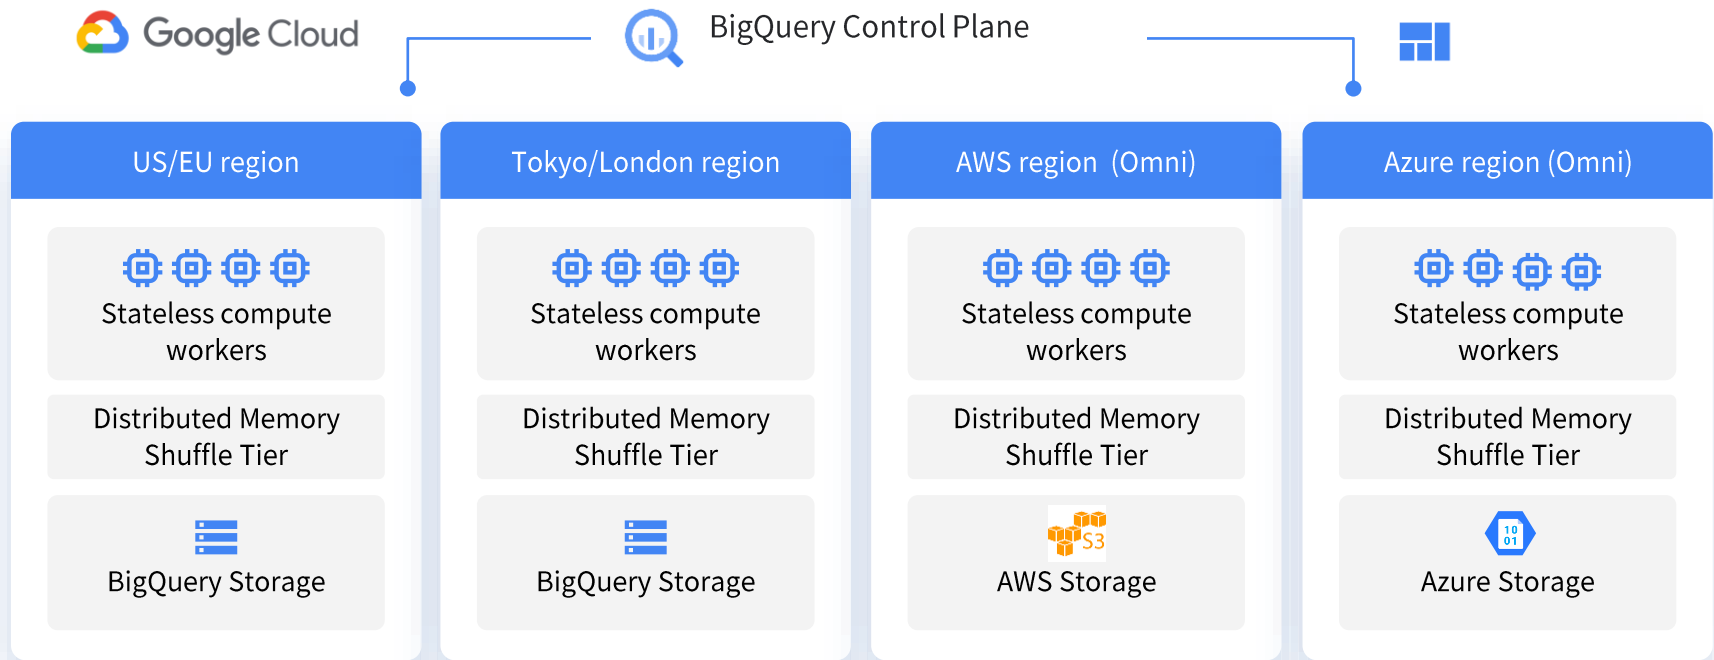 Google Cloud
BigQuery Control Plane
US/EU region
Stateless compute
workers
Distributed Memory
Shuffle Tier
BigQuery Storage
Tokyo/London region
Stateless compute
workers
Distributed Memory
Shuffle Tier
BigQuery Storage
AWS region (Omni)
Stateless compute
workers
Distributed Memory
Shuffle Tier
S3
AWS Storage
Azure region (Omni)
Stateless compute
workers
Distributed Memory
Shuffle Tier
10
01
Azure Storage